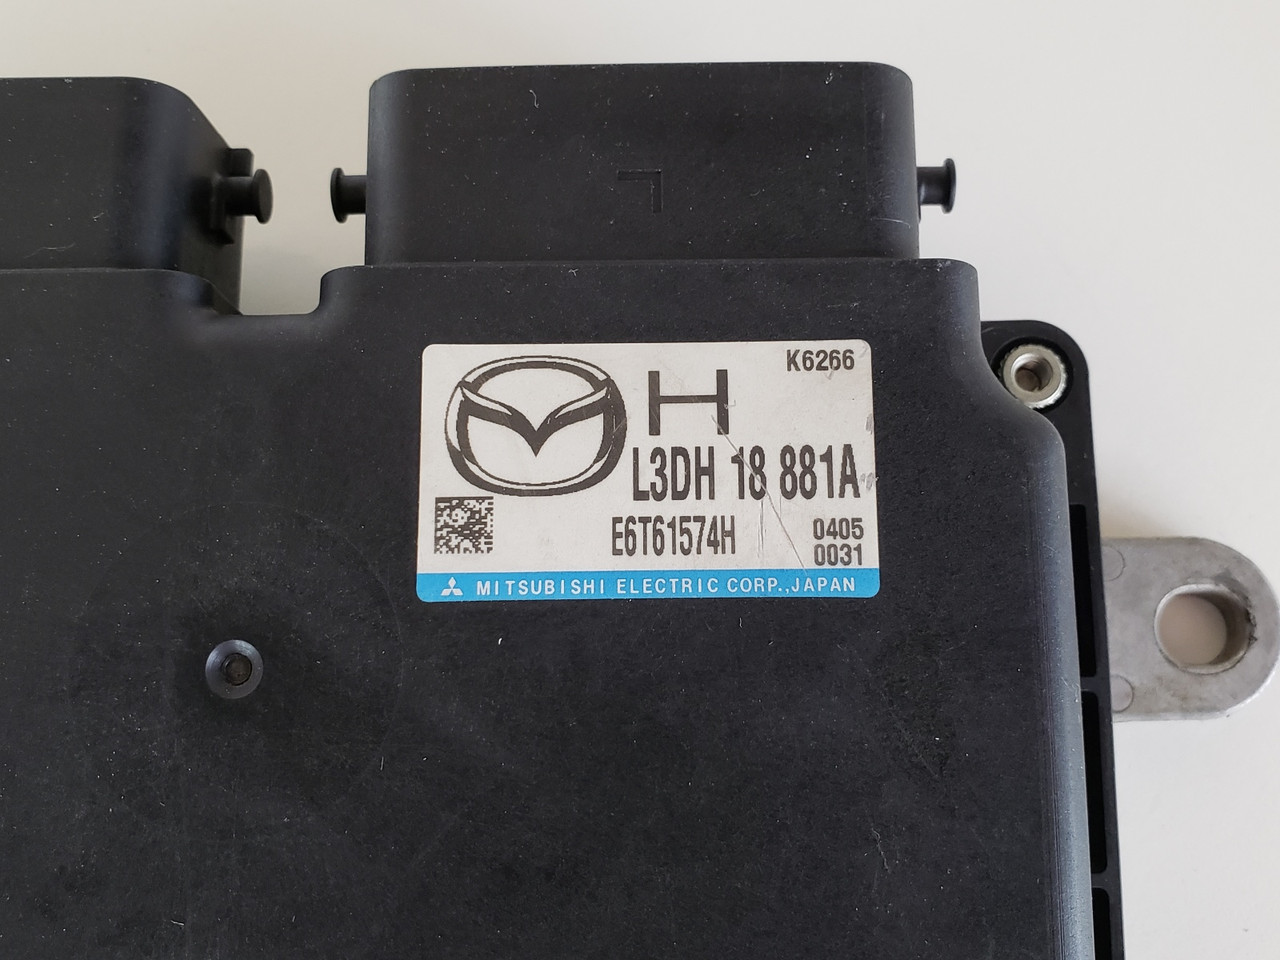 L
K6266
H
L3DH 18 881A
E6T61574H
0405
0031
MITSUBISHI ELECTRIC CORP.,JAPAN